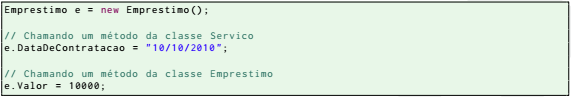 Emprestimo e = new Emprestimo();
// Chamando um método da classe Servico
e.DataDeContratacao = "10/10/2010";
// Chamando um método da classe Emprestimo
e.Valor = 10000;